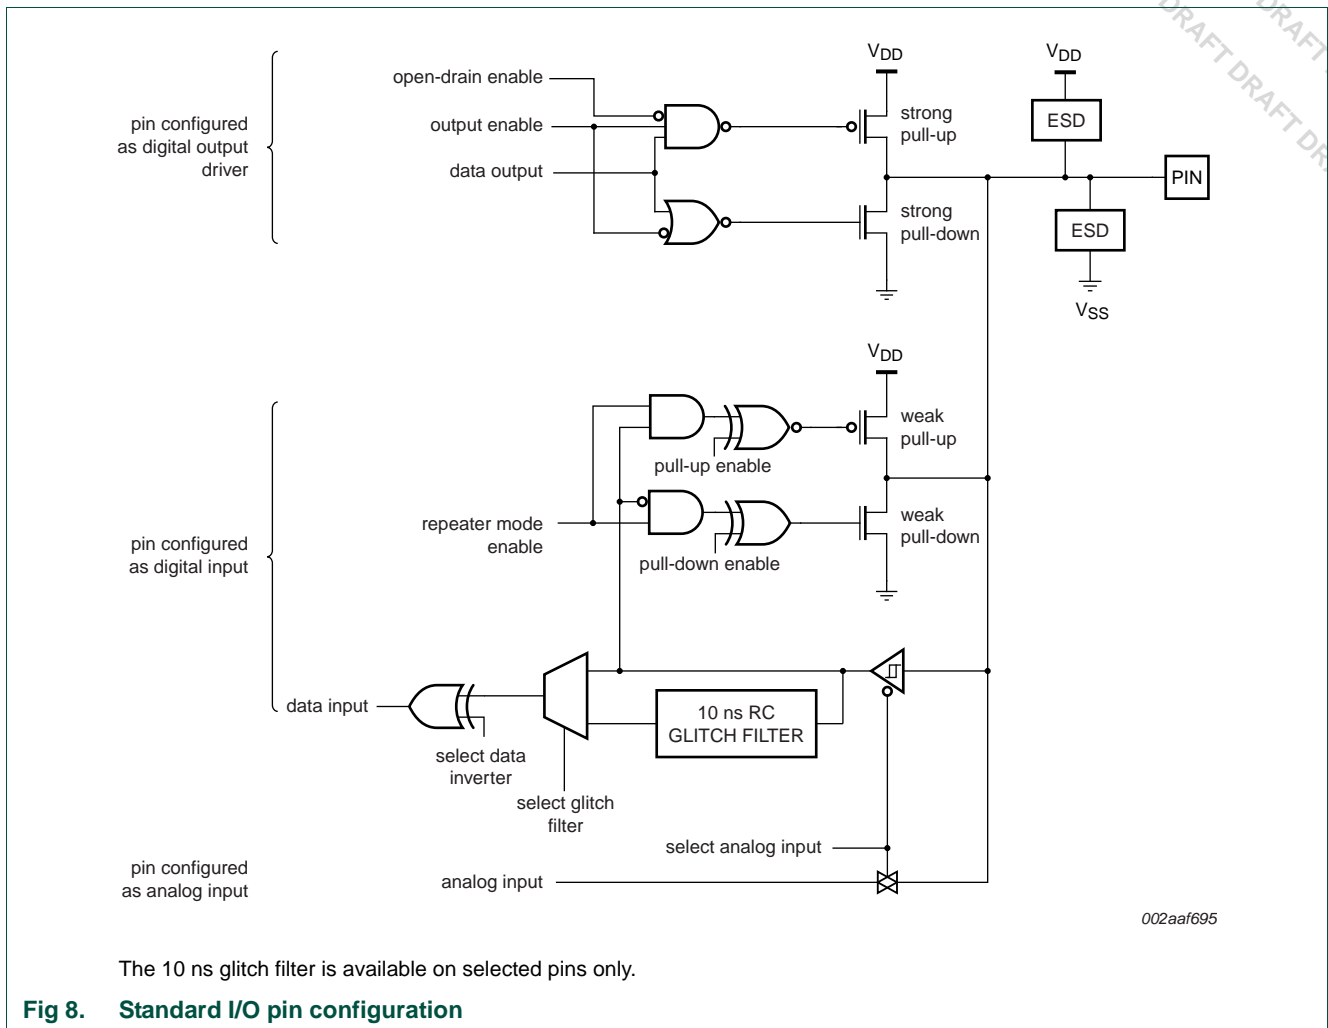 DRAFT DRAFT DR
DRAFT
VDD
VDD
open-drain enable
strong
pull-up
ESD
pin configured
as digital output
driver
output enable
data output
PIN
strong
pull-down
ESD
VSS
VDD
weak
pull-up
pull-up enable
repeater mode
enable
weak
pull-down
pin configured
as digital input
pull-down enable
data input
10 ns RC
GLITCH FILTER
select data
inverter
select glitch
filter
select analog input
pin configured
as analog input
analog input
002aaf695
The 10 ns glitch filter is available on selected pins only.
Fig 8. Standard I/O pin configuration